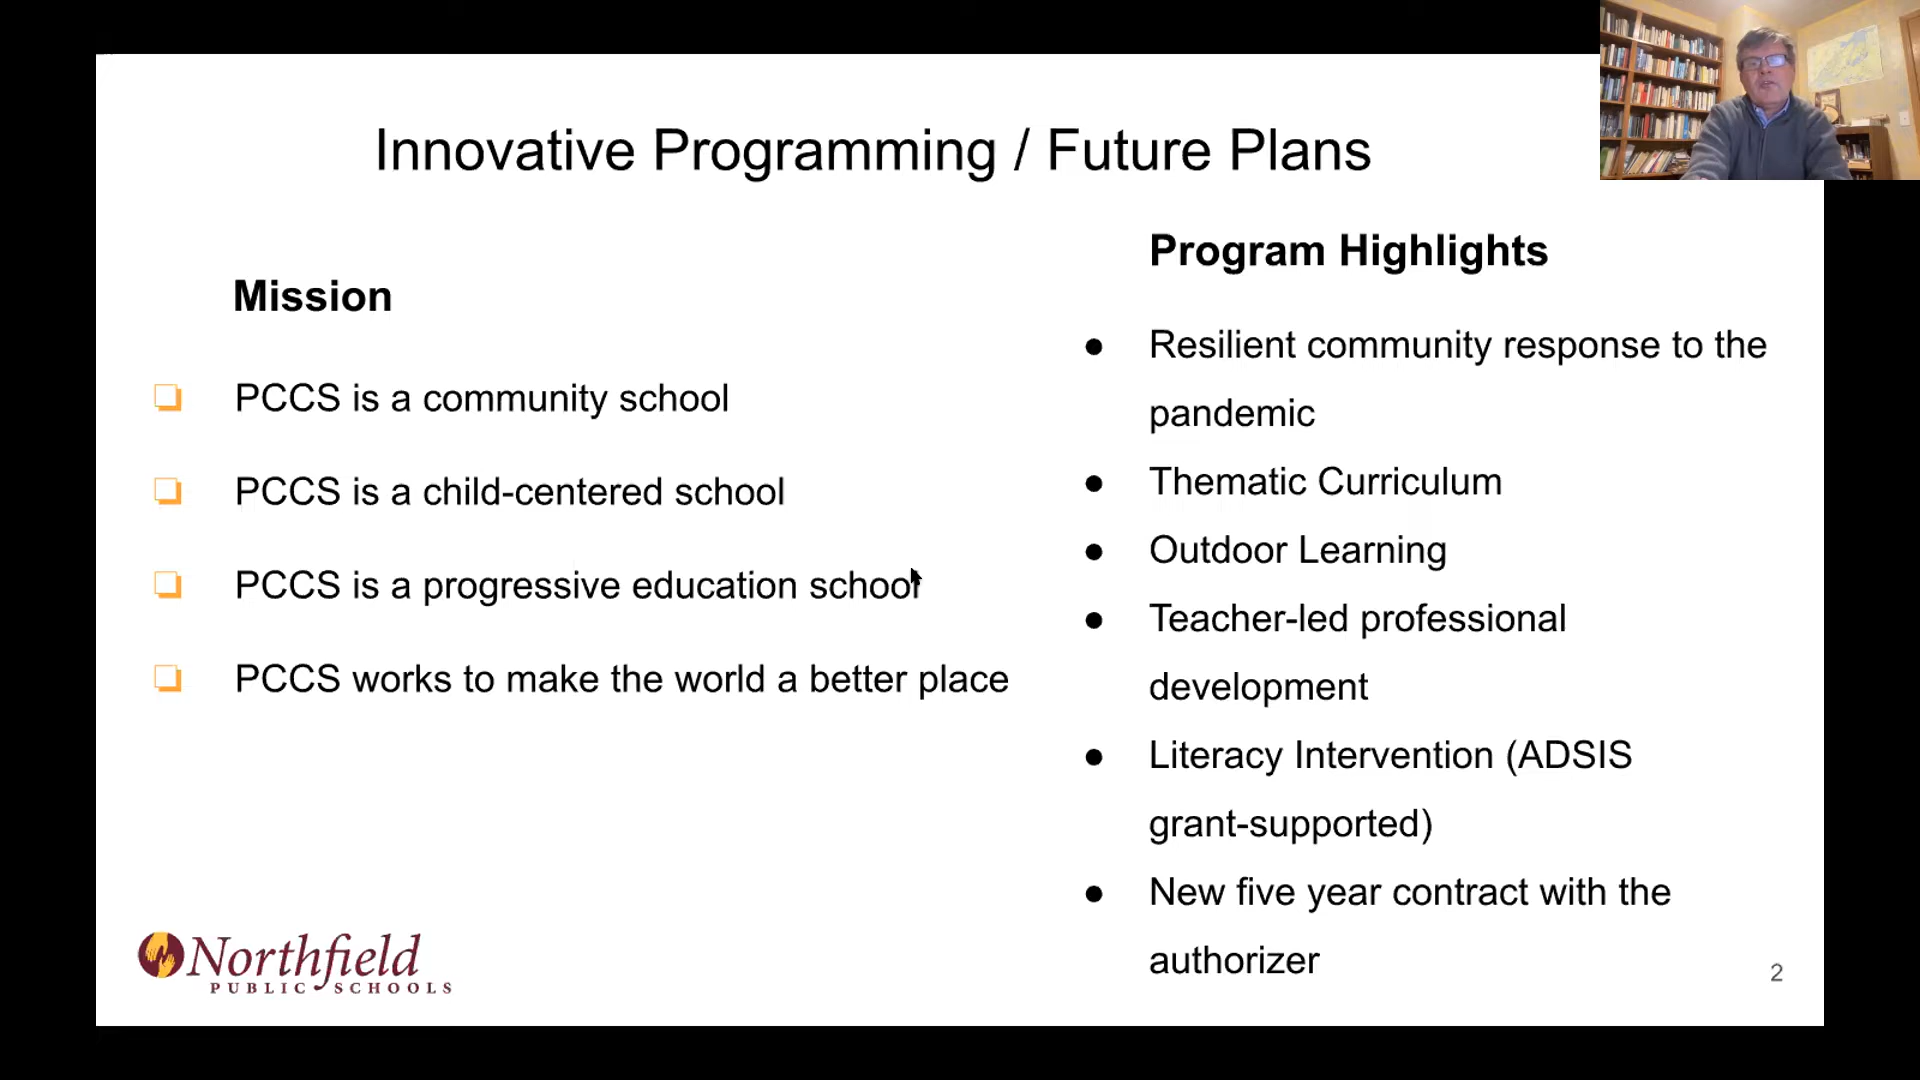 Innovative Programming / Future Plans
Mission
PCCS is a community school
PCCS is a child-centered school
PCCS is a progressive education school
PCCS works to make the world a better place
Program Highlights
Resilient community response to the
pandemic
Thematic Curriculum
Outdoor Learning
Teacher-led professional
development
Literacy Intervention (ADSIS
grant-supported)
New five year contract with the
authorizer
Northfield
PUBLIC SCHOOLS
2